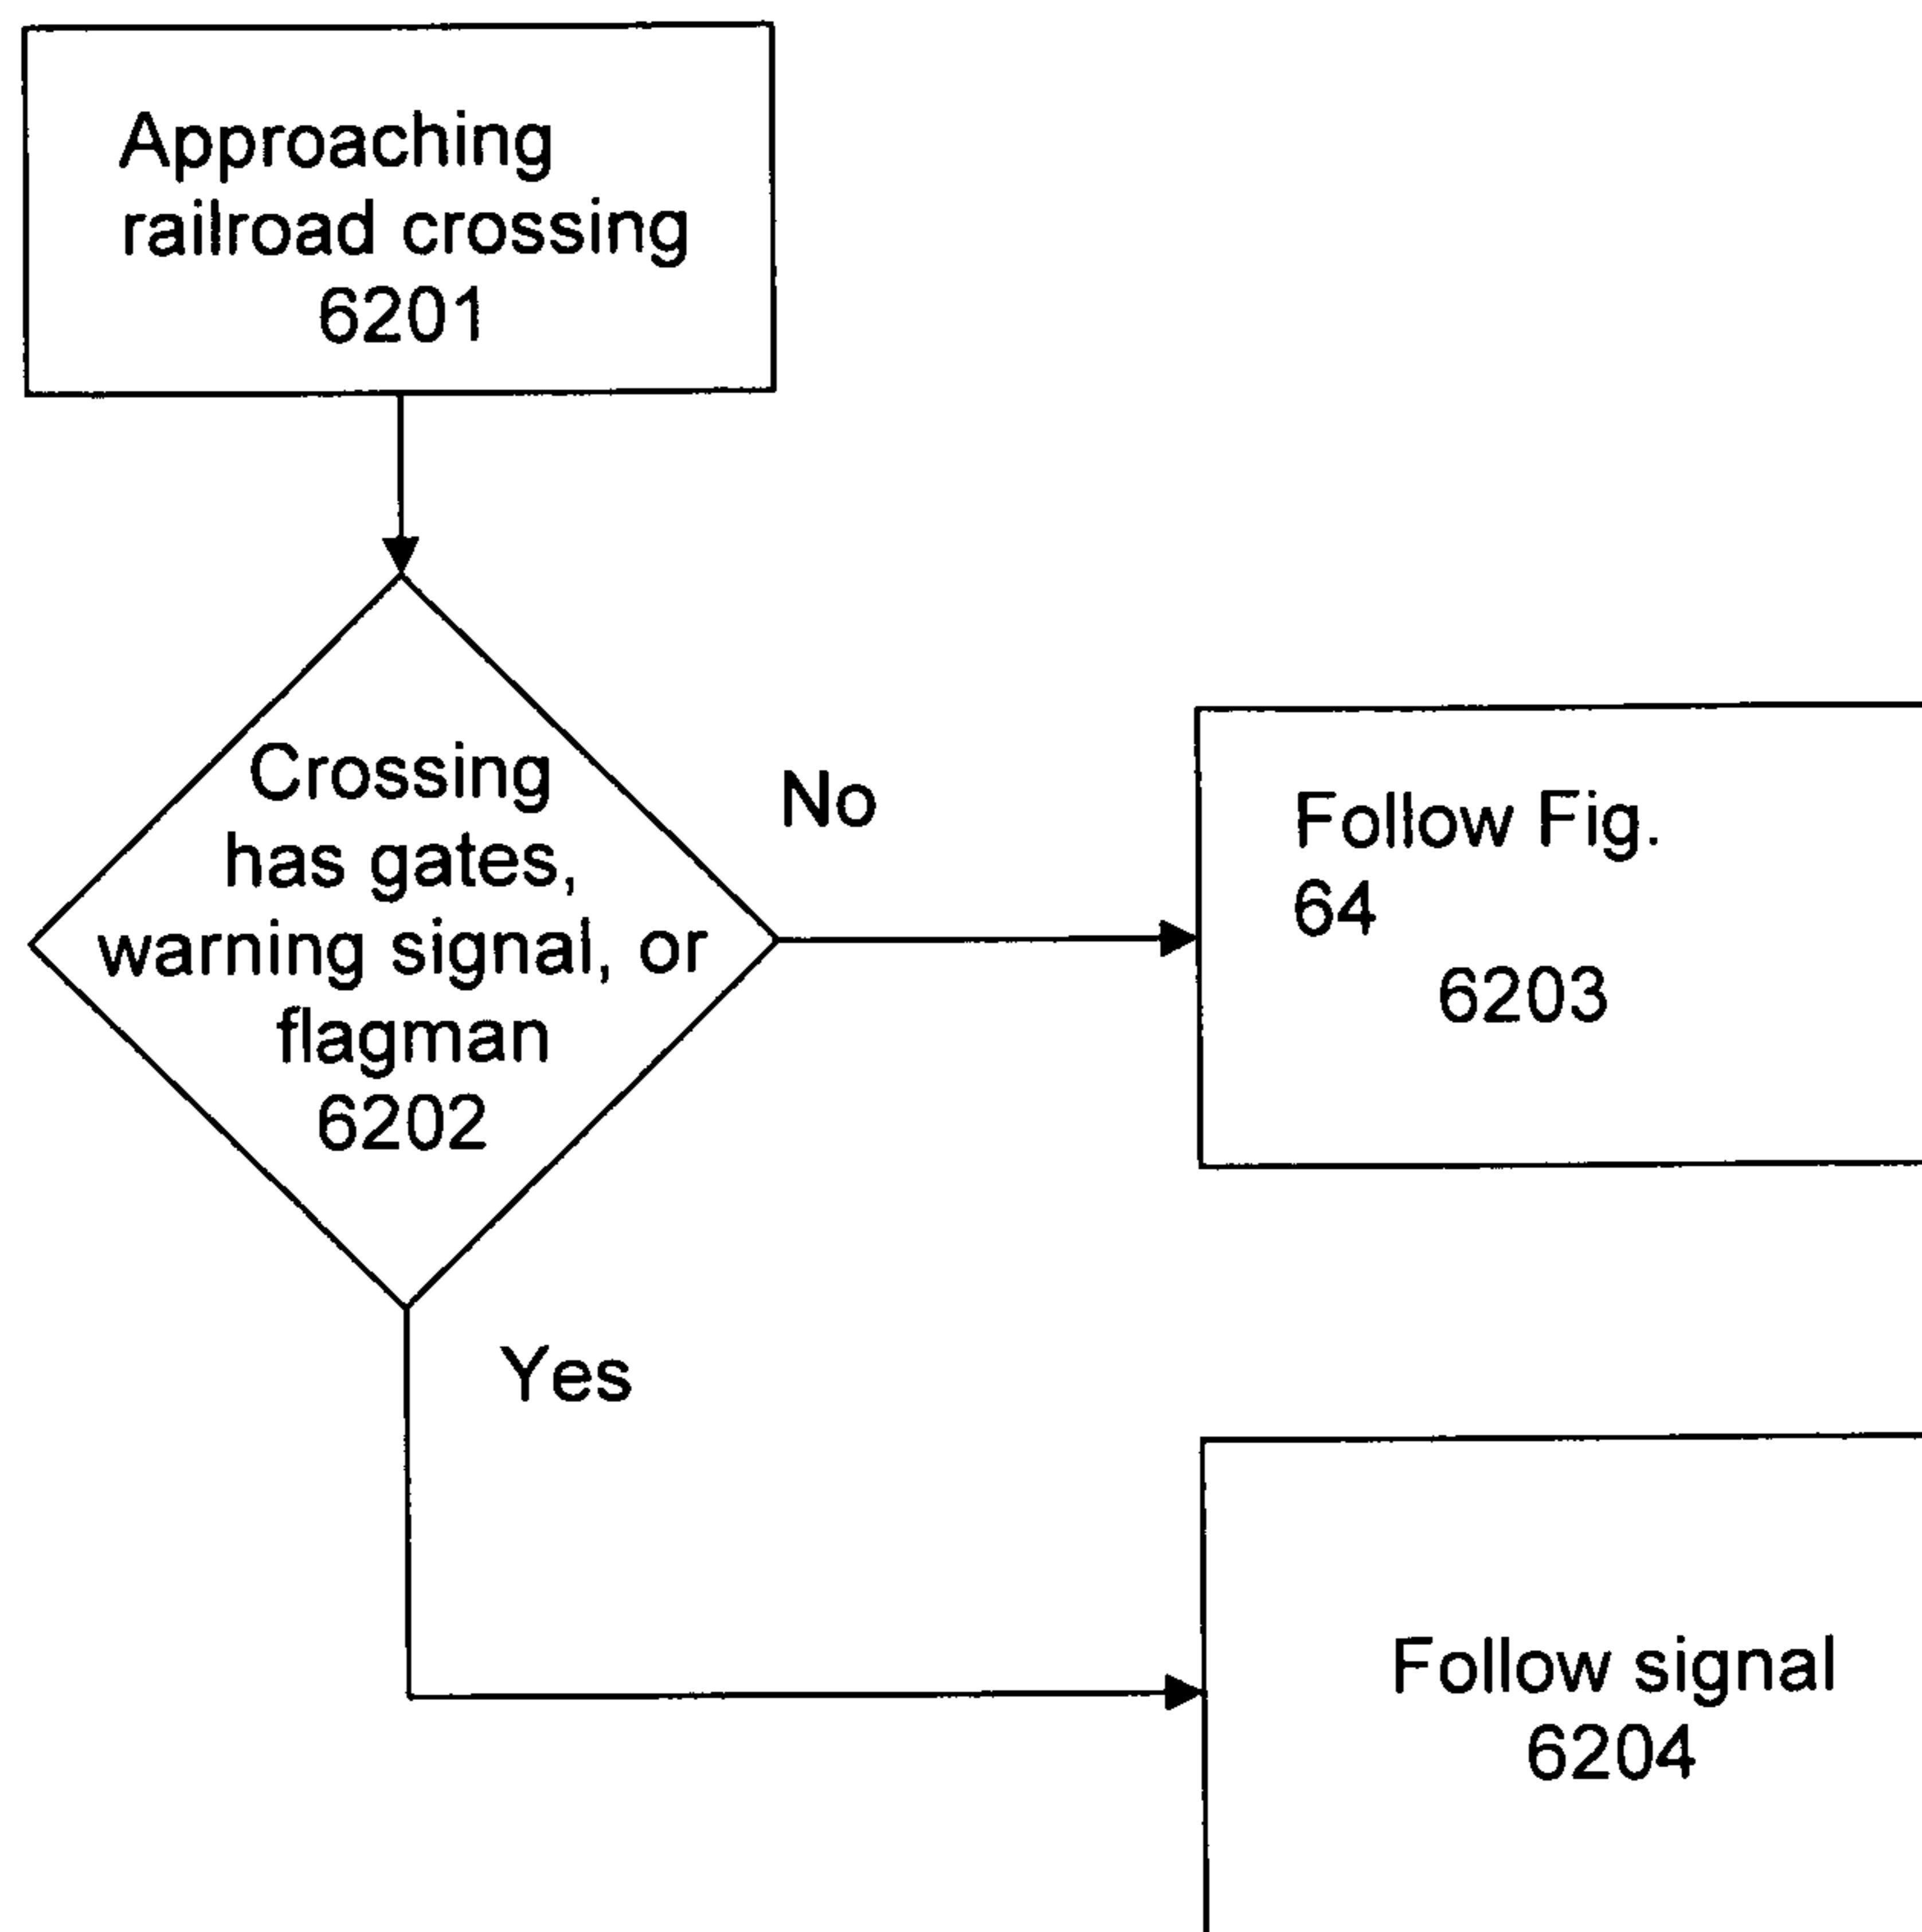 Approaching
railroad crossing
6201
Crossing
has gates,
warning signal, or
flagman
6202
No
Follow Fig.
64
6203
Yes
Follow signal
6204